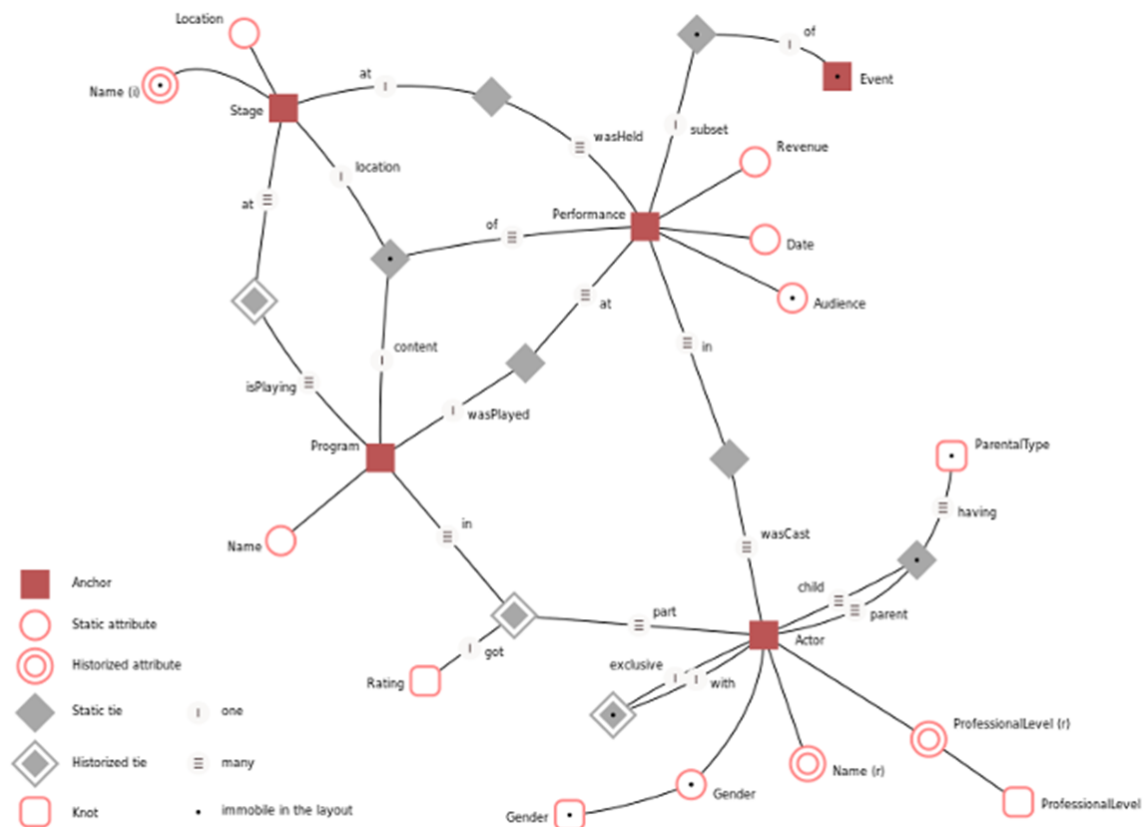 Location
of
Name (i)
at
Event
Stage
wasHeld
subset
Revenue
location
at
Performance
of
Date
Audience
at
content
in
isPlaying
wasPlayed
Program
ParentalType
having
in
wasCast
Name
child
Anchor
part
parent
Static attribute
Actor
got
exclusive
Historized attribute
with
Rating
Static tie
one
ProfessionalLevel (r)
Historized tie
many
Name (r)
Gender
Knot
immobile in the layout
Gender
ProfessionalLevel